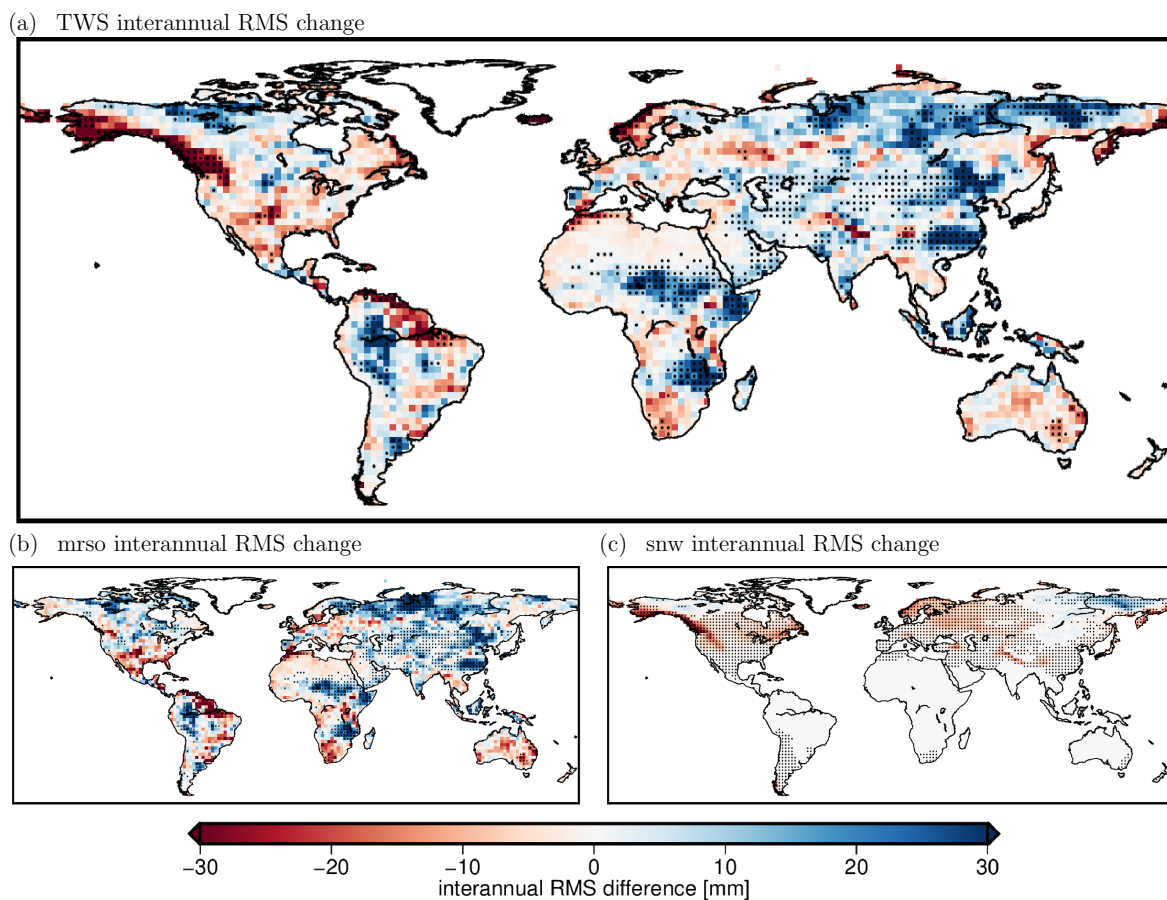 (a) TWS interannual RMS change
(b) mrso interannual RMS change
(c) snw interannual RMS change
−30 −20 −10 0 10 20 30
interannual RMS difference [mm]